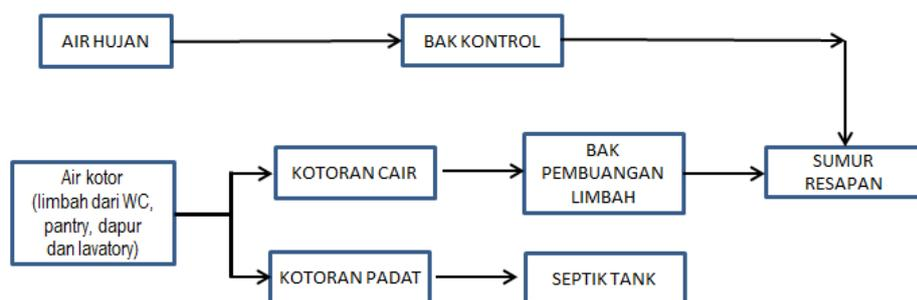 AIR HUJAN
BAK KONTROL
Air kotor
(limbah dari WC,
pantry, dapur
dan lavatory)
KOTORAN CAIR
BAK
PEMBUANGAN
LIMBAH
SUMUR
RESAPAN
KOTORAN PADAT
SEPTIK TANK